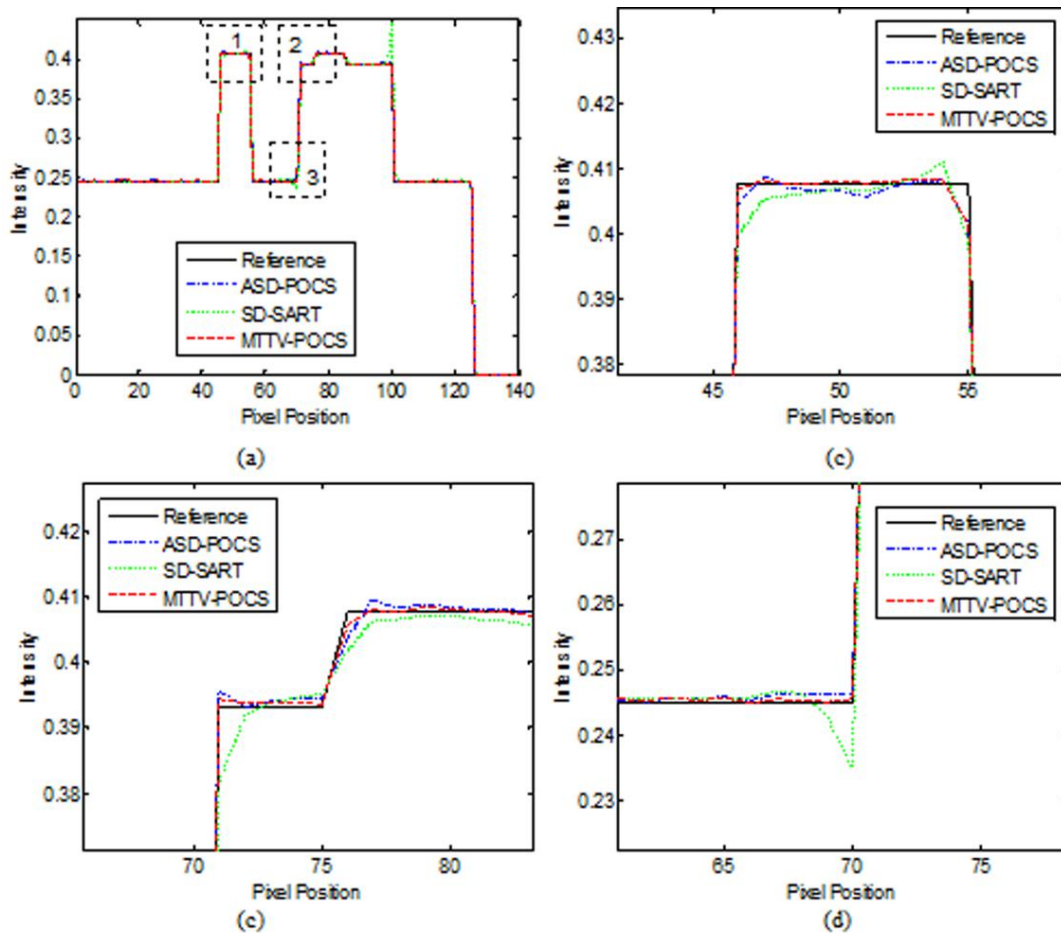 0.4
0.35
0.3
0.25
0.2
0.15
0.1
0.05
0
Intensity
1
2
3
Reference
ASD-POCS
SD-SART
MTTV-POCS
0 20 40 60 80 100 120 140
Pixel Position
(a)
0.43
0.42
0.41
0.4
0.39
0.38
Intensity
Reference
ASD-POCS
SD-SART
MTTV-POCS
45 50 55
Pixel Position
(c)
0.42
0.41
0.4
0.39
0.38
Intensity
Reference
ASD-POCS
SD-SART
MTTV-POCS
70 75 80
Pixel Position
(c)
0.27
0.26
0.25
0.24
0.23
Intensity
Reference
ASD-POCS
SD-SART
MTTV-POCS
65 70 75
Pixel Position
(d)